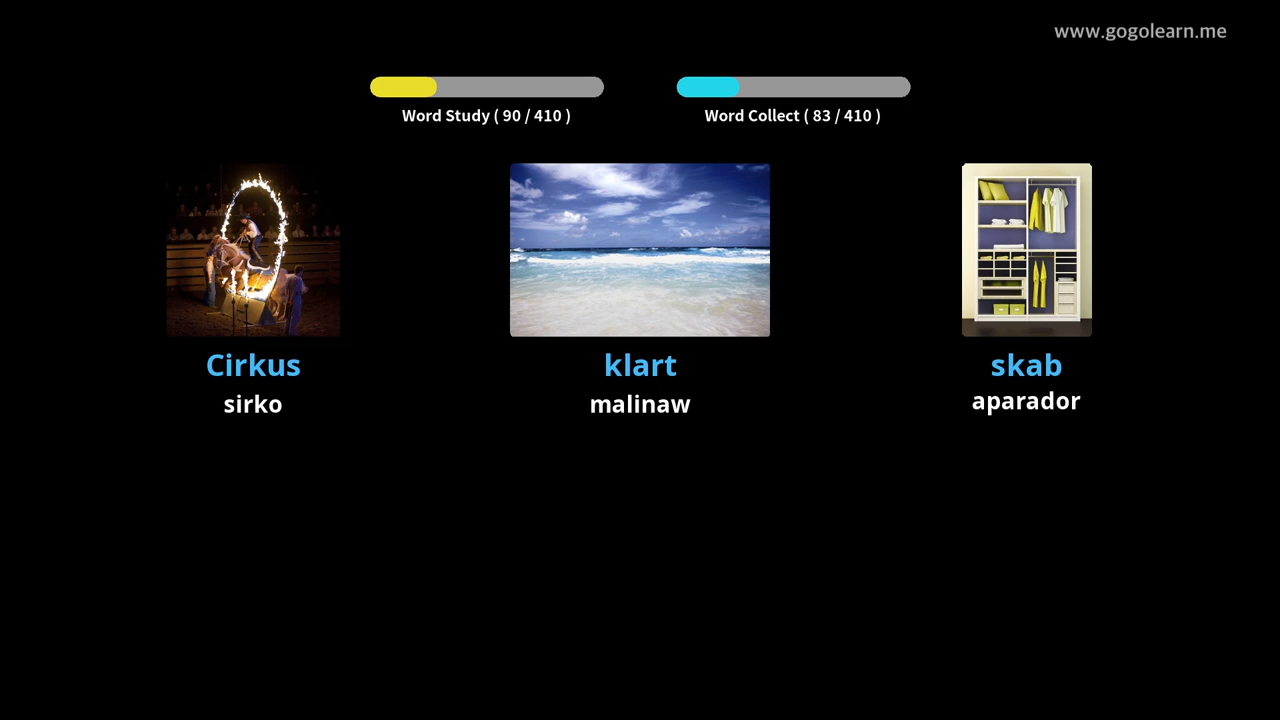 www.gogolearn.me
Word Study ( 90 / 410 )
Word Collect ( 83 / 410 )
Cirkus
sirko
klart
malinaw
skab
aparador